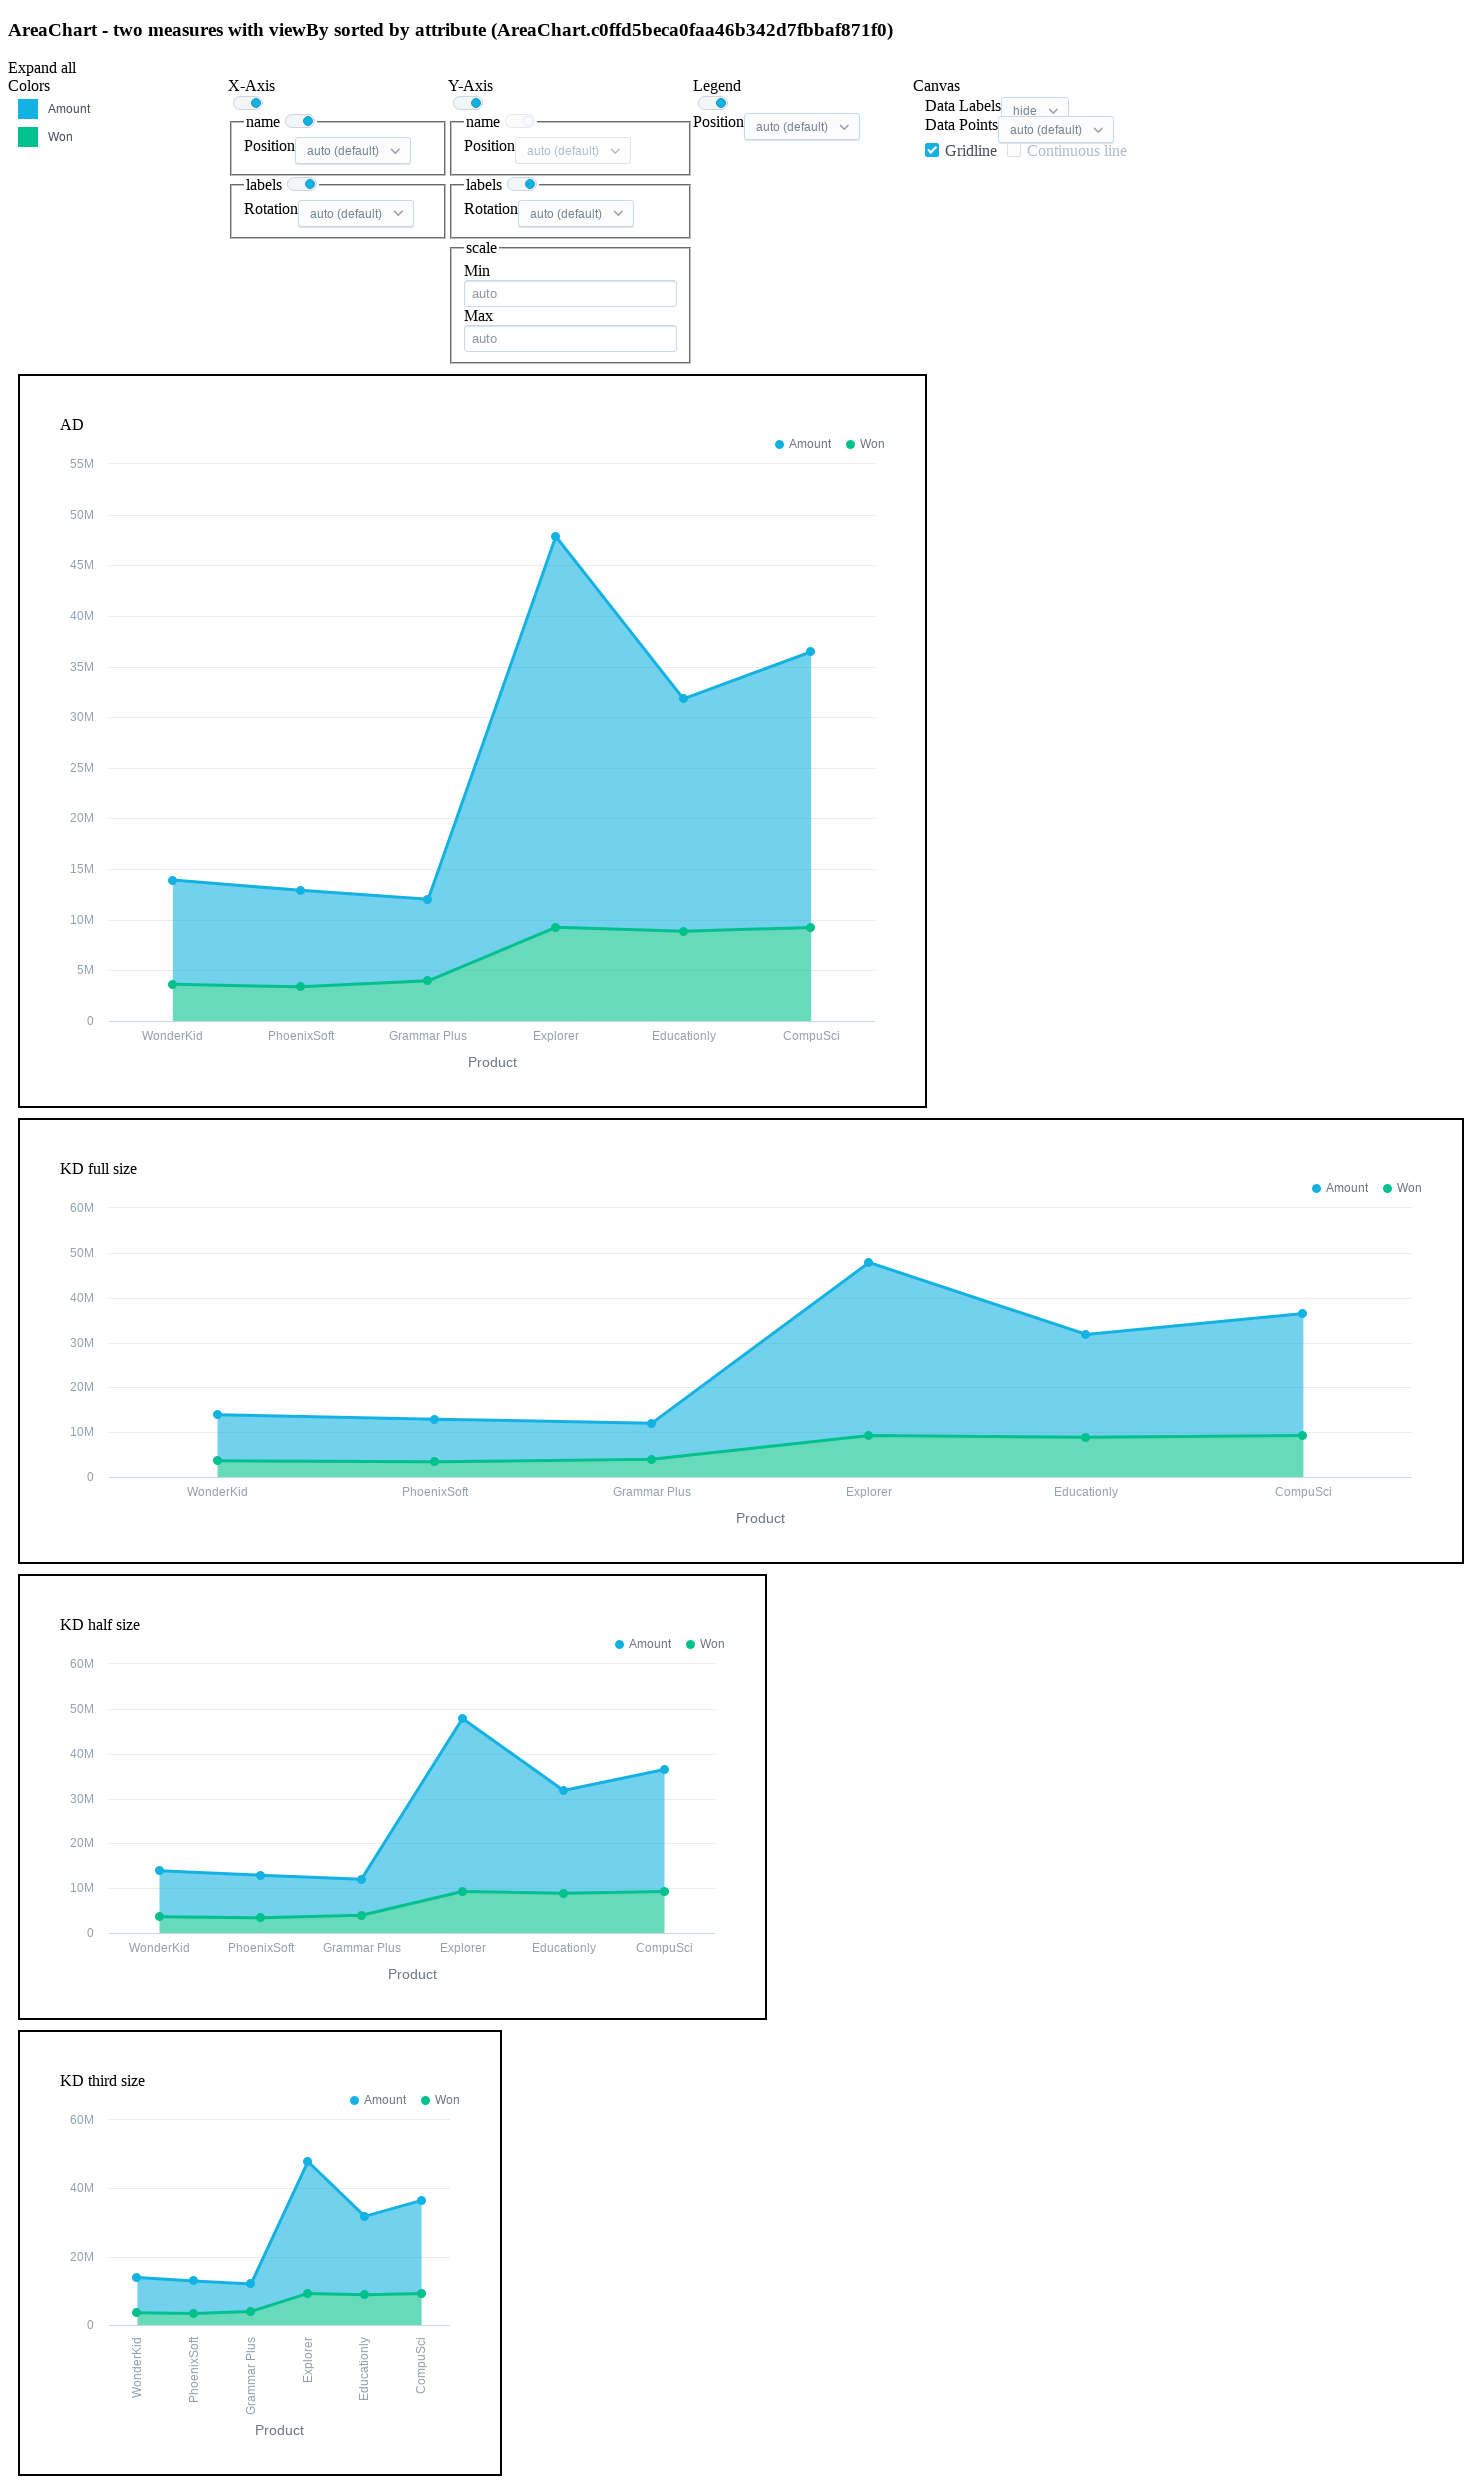 AreaChart - two measures with viewBy sorted by attribute (AreaChart.c0ffd5beca0faa46b342d7fbbaf871f0)
Expand all
Colors
Amount
Won
X-Axis
name
Position auto (default)
labels
Rotation auto (default)
Y-Axis
name
Position auto (default)
labels
Rotation auto (default)
scale
Min
auto
Max
auto
Legend
Position auto (default)
Canvas
Data Labels hide
Data Points auto (default)
Gridline Continuous line
AD
Amount Won
55M
50M
45M
40M
35M
30M
25M
20M
15M
10M
5M
0
WonderKid PhoenixSoft Grammar Plus Explorer Educationly CompuSci
Product
KD full size
Amount Won
60M
50M
40M
30M
20M
10M
0
WonderKid PhoenixSoft Grammar Plus Explorer Educationly CompuSci
Product
KD half size
Amount Won
60M
50M
40M
30M
20M
10M
0
WonderKid PhoenixSoft Grammar Plus Explorer Educationly CompuSci
Product
KD third size
Amount Won
60M
40M
20M
0
WonderKid
PhoenixSoft
Grammar Plus
Explorer
Educationly
CompuSci
Product